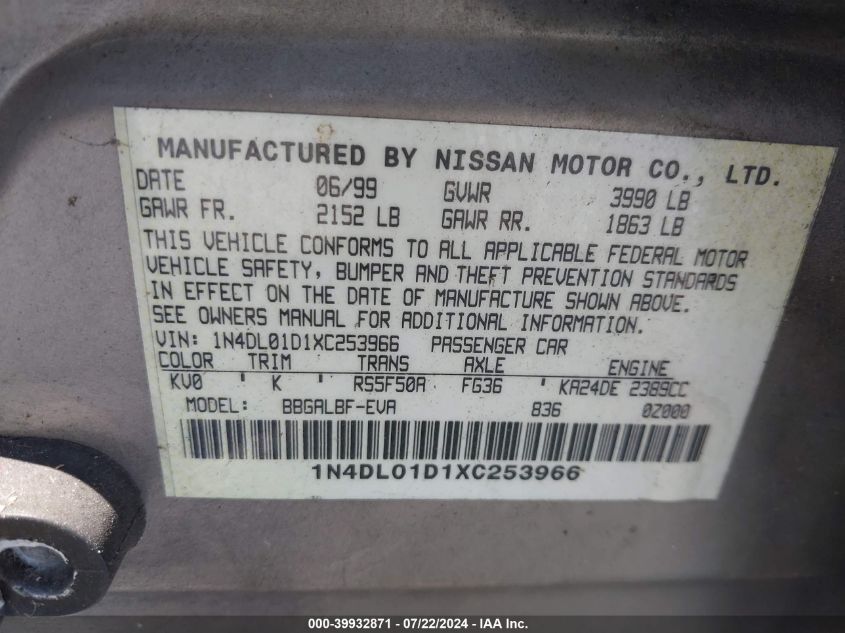 MANUFACTURED BY NISSAN MOTOR CO., LTD.
DATE 06/99 GVWR 3990 LB
GAWR FR. 2152 LB GAWR RR. 1863 LB
THIS VEHICLE CONFORMS TO ALL APPLICABLE FEDERAL MOTOR
VEHICLE SAFETY, BUMPER AND THEFT PREVENTION STANDARDS
IN EFFECT ON THE DATE OF MANUFACTURE SHOWN ABOVE.
SEE OWNERS MANUAL FOR ADDITIONAL INFORMATION.
VIN: 1N4DL01D1XC253966 PASSENGER CAR
COLOR TRIM TRANS AXLE ENGINE
KV0 ' K ' RS5F50A FG36 ' KA24DE 2389CC
MODEL: BBGALBF-EVA 836 0Z000
1N4DL01D1XC253966
000-39932871 - 07/22/2024 - IAA Inc.